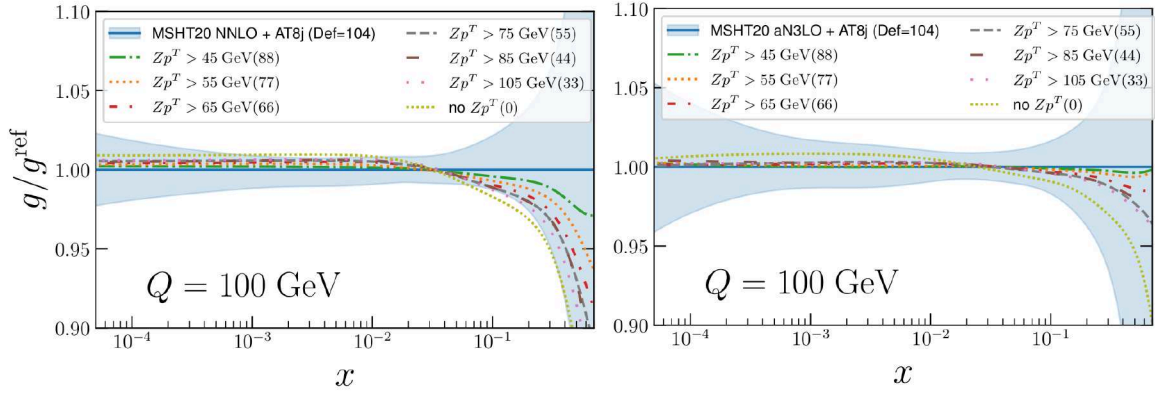 1.10
MSHT20 NNLO + AT8j (Def=104)
Zp^T > 45 GeV(88)
Zp^T > 55 GeV(77)
Zp^T > 65 GeV(66)
Zp^T > 75 GeV(55)
Zp^T > 85 GeV(44)
Zp^T > 105 GeV(33)
no Zp^T(0)
1.05
1.00
0.95
0.90
g/g^ref
Q = 100 GeV
10^−4
10^−3
10^−2
10^−1
x
1.10
MSHT20 aN3LO + AT8j (Def=104)
Zp^T > 45 GeV(88)
Zp^T > 55 GeV(77)
Zp^T > 65 GeV(66)
Zp^T > 75 GeV(55)
Zp^T > 85 GeV(44)
Zp^T > 105 GeV(33)
no Zp^T(0)
1.05
1.00
0.95
0.90
Q = 100 GeV
10^−4
10^−3
10^−2
10^−1
x